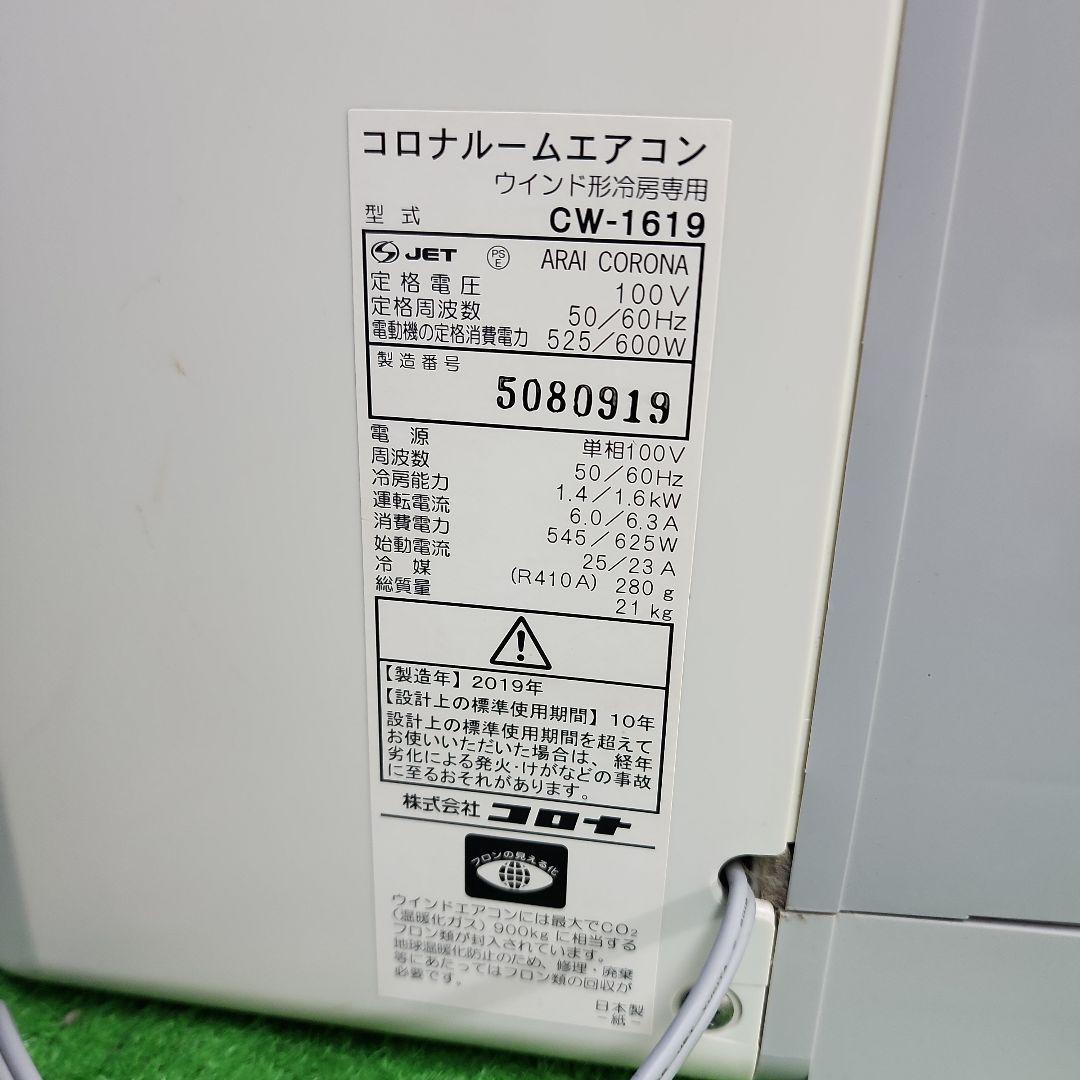 コロナルームエアコン
ウインド形冷房専用
型式 CW-1619
JET PSE ARAI CORONA
定格電圧 100V
定格周波数 50/60Hz
電動機の定格消費電力 525/600W
製造番号
5080919
電源 単相100V
周波数 50/60Hz
冷房能力 1.4/1.6kW
運転電流 6.0/6.3A
消費電力 545/625W
始動電流 25/23A
冷媒 (R410A) 280g
総質量 21kg
【製造年】2019年
【設計上の標準使用期間】10年
設計上の標準使用期間を超えて
お使いいただいた場合は、経年
劣化による発火・けがなどの事故
に至るおそれがあります。
株式会社 コロナ
フロンの見える化
ウインドエアコンには最大でCO₂
(温暖化ガス)900kgに相当する
フロン類が封入されています。
地球温暖化防止のため、修理・廃棄
等にあたってはフロン類の回収が
必要です。
日本製
-紙-